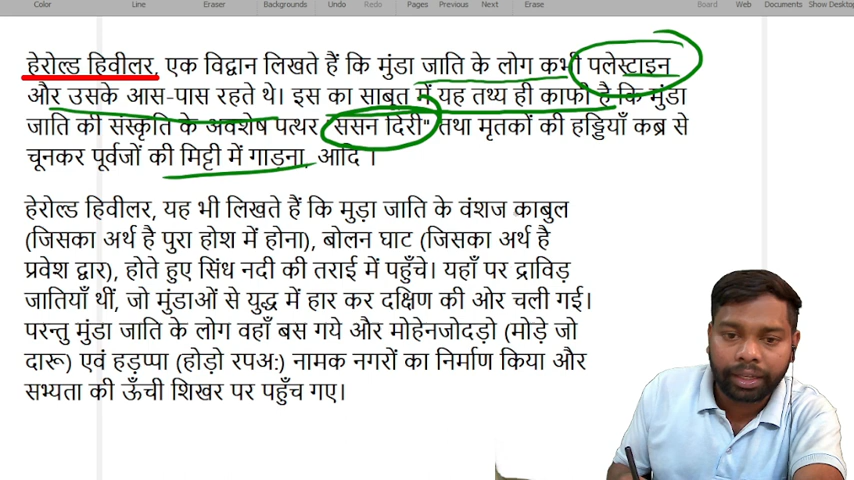 Color Line Eraser Backgrounds Undo Redo Pages Previous Next Erase Board Web Documents Show Desktop
हेरोल्ड हिवीलर, एक विद्वान लिखते हैं कि मुंडा जाति के लोग कभी पलेस्टाइन
और उसके आस-पास रहते थे। इस का साबुत में यह तथ्य ही काफी है कि मुंडा
जाति की संस्कृति के अवशेष पत्थर "ससन दिरी" तथा मृतकों की हड्डियाँ कब्र से
चूनकर पूर्वजों की मिट्टी में गाड़ना, आदि ।
हेरोल्ड हिवीलर, यह भी लिखते हैं कि मुड़ा जाति के वंशज काबुल
(जिसका अर्थ है पुरा होश में होना), बोलन घाट (जिसका अर्थ है
प्रवेश द्वार), होते हुए सिंध नदी की तराई में पहुँचे। यहाँ पर द्राविड़
जातियाँ थीं, जो मुंडाओं से युद्ध में हार कर दक्षिण की ओर चली गई।
परन्तु मुंडा जाति के लोग वहाँ बस गये और मोहेनजोदड़ो (मोड़े जो
दारू) एवं हड़प्पा (होड़ो रपअ:) नामक नगरों का निर्माण किया और
सभ्यता की ऊँची शिखर पर पहुँच गए।